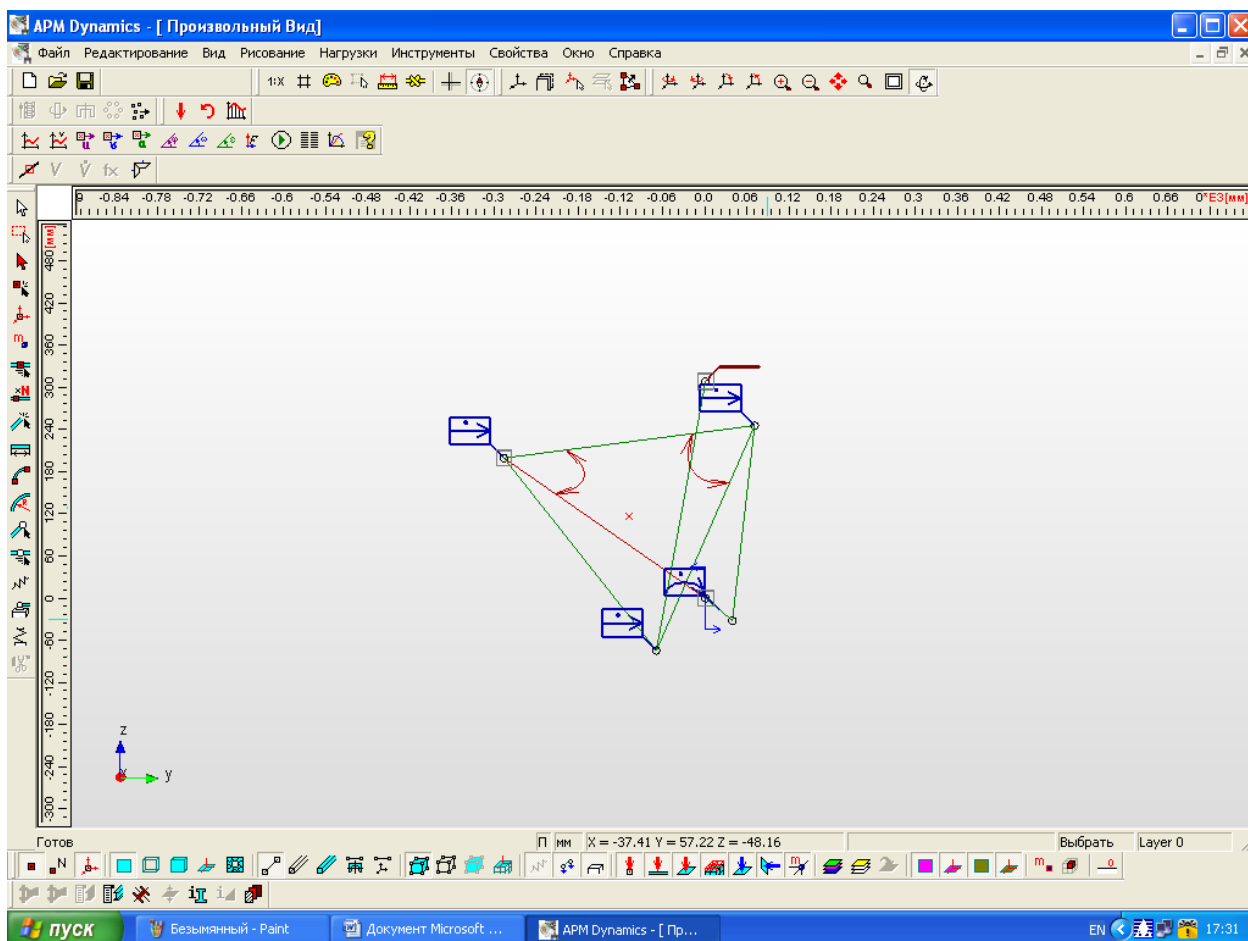 APM Dynamics - [ Произвольный Вид]
Файл Редактирование Вид Рисование Нагрузки Инструменты Свойства Окно Справка
1:X
u
V V fx
9 -0.84 -0.78 -0.72 -0.66 -0.6 -0.54 -0.48 -0.42 -0.36 -0.3 -0.24 -0.18 -0.12 -0.06 0.0 0.06 0.12 0.18 0.24 0.3 0.36 0.42 0.48 0.54 0.6 0.66 0*E3[мм]
[мм]
480
420
360
300
240
180
120
60
0
-60
-120
-180
-240
-300
m
×N
z
x y
Готов П мм X = -37.41 Y = 57.22 Z = -48.16 Выбрать Layer 0
N m m
пуск Безымянный - Paint Документ Microsoft ... APM Dynamics - [ Пр... EN 17:31